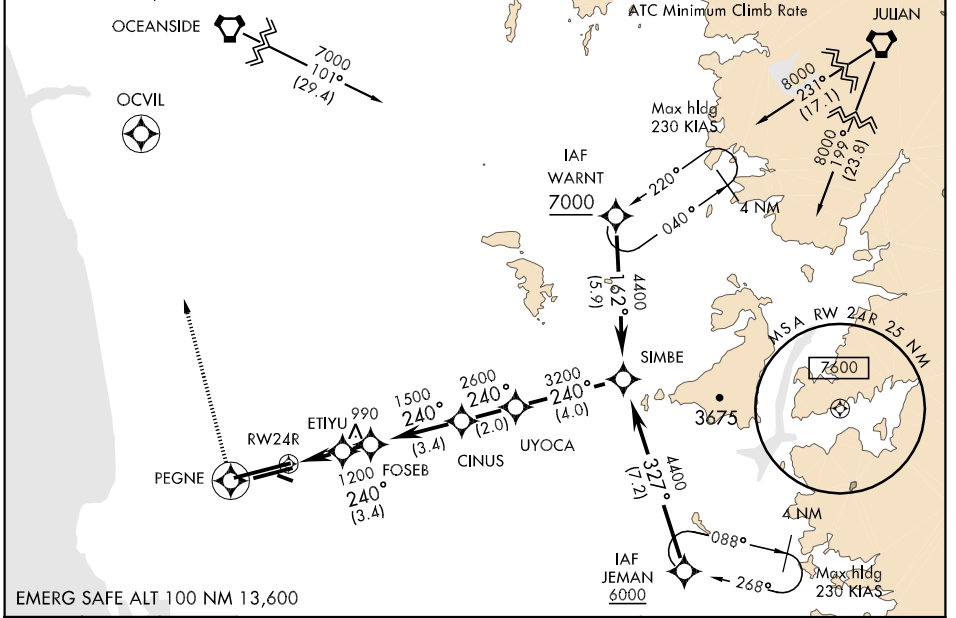 ATC Minimum Climb Rate
OCEANSIDE
7000
101°
(29.4)
JULIAN
8000
231°
(17.1)
8000
199°
(23.8)
OCVIL
Max hldg
230 KIAS
IAF
WARNT
7000
220°
040°
4 NM
4400
162°
(5.9)
MSA RW 24R 25 NM
7600
SIMBE
3675
3200
240°
(4.0)
UYOCA
2600
240°
(2.0)
CINUS
1500
240°
(3.4)
FOSEB
990
ETIYU
1200
240°
(3.4)
RW24R
PEGNE
4400
327°
(7.2)
4 NM
088°
268°
Max hldg
230 KIAS
IAF
JEMAN
6000
EMERG SAFE ALT 100 NM 13,600